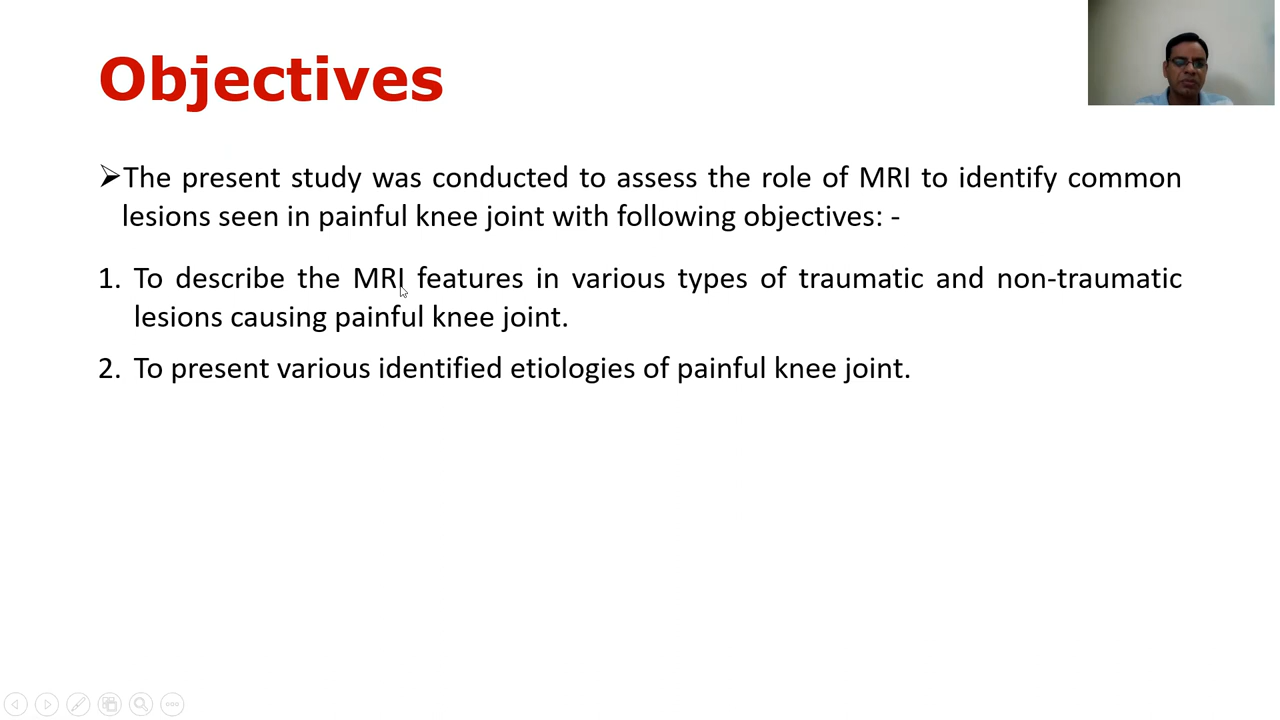 Objectives
➢The present study was conducted to assess the role of MRI to identify common
lesions seen in painful knee joint with following objectives: -
1. To describe the MRI features in various types of traumatic and non-traumatic
lesions causing painful knee joint.
2. To present various identified etiologies of painful knee joint.